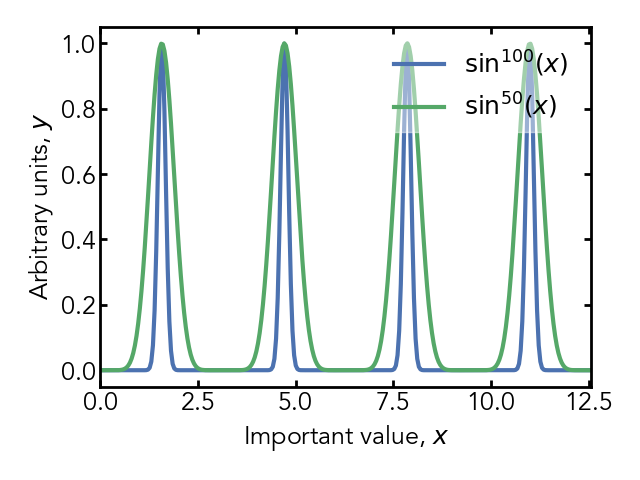 1.0
0.8
0.6
0.4
0.2
0.0
Arbitrary units, y
sin¹⁰⁰(x)
sin⁵⁰(x)
0.0 2.5 5.0 7.5 10.0 12.5
Important value, x